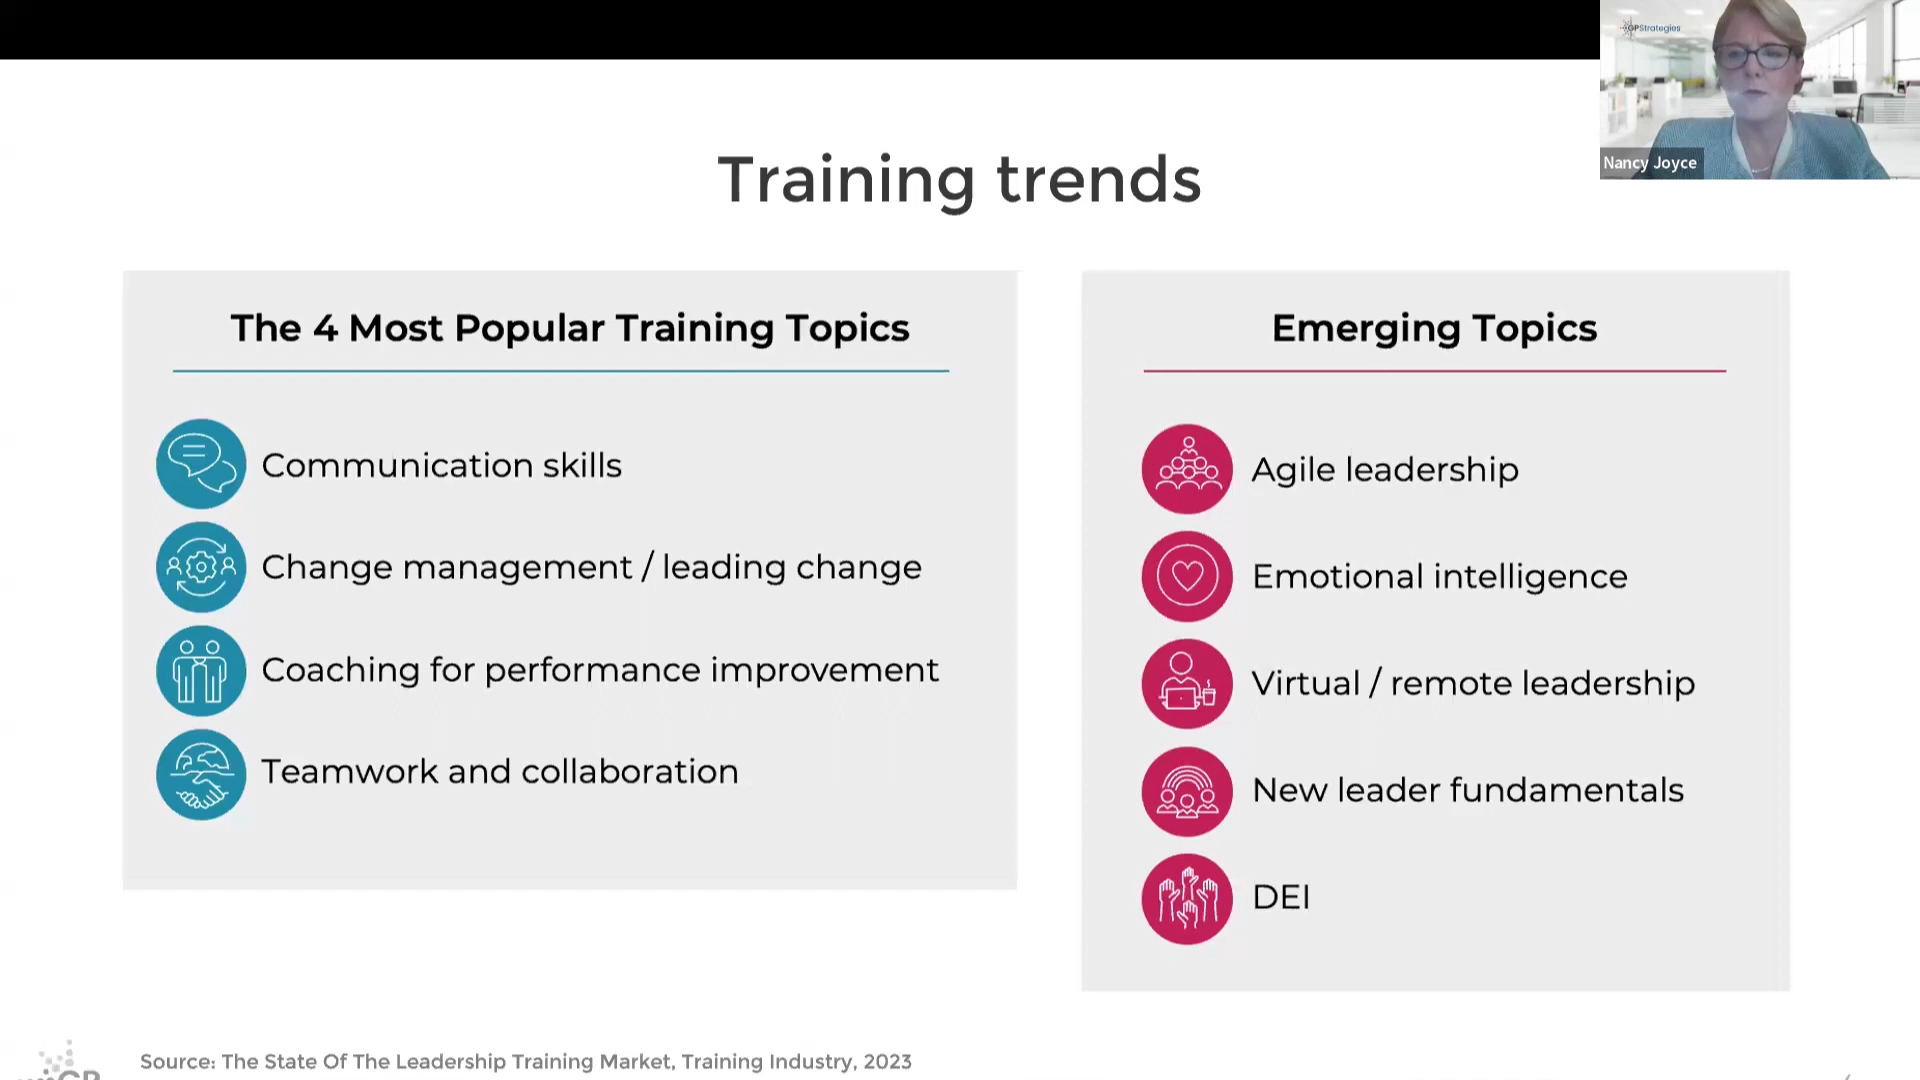 GPStrategies
Nancy Joyce
Training trends
The 4 Most Popular Training Topics
Communication skills
Change management / leading change
Coaching for performance improvement
Teamwork and collaboration
Emerging Topics
Agile leadership
Emotional intelligence
Virtual / remote leadership
New leader fundamentals
DEI
Source: The State Of The Leadership Training Market, Training Industry, 2023
GP